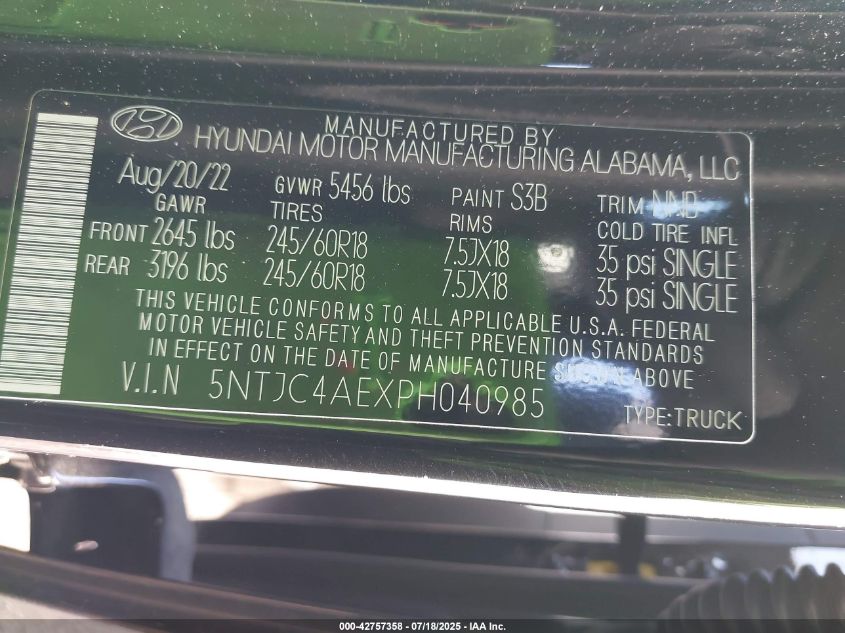 MANUFACTURED BY
HYUNDAI MOTOR MANUFACTURING ALABAMA, LLC
Aug/20/22 GVWR 5456 lbs PAINT S3B TRIM NNB
GAWR TIRES RIMS COLD TIRE INFL
FRONT 2645 lbs 245/60R18 7.5JX18 35 psi SINGLE
REAR 3196 lbs 245/60R18 7.5JX18 35 psi SINGLE
THIS VEHICLE CONFORMS TO ALL APPLICABLE U.S.A. FEDERAL
MOTOR VEHICLE SAFETY AND THEFT PREVENTION STANDARDS
IN EFFECT ON THE DATE OF MANUFACTURE SHOWN ABOVE
V.I.N 5NTJC4AEXPH040985 TYPE:TRUCK
000-42757358 - 07/18/2025 - IAA Inc.